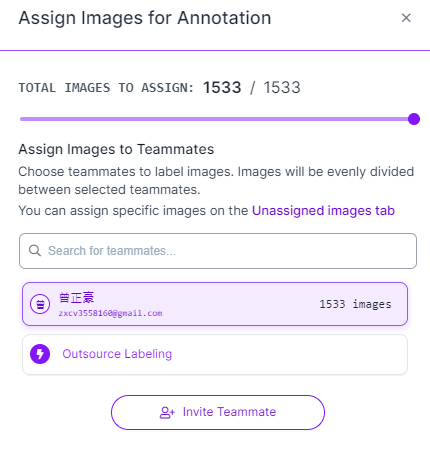 Assign Images for Annotation
TOTAL IMAGES TO ASSIGN: 1533 / 1533
Assign Images to Teammates
Choose teammates to label images. Images will be evenly divided
between selected teammates.
You can assign specific images on the Unassigned images tab
Search for teammates...
曾正豪
zxcv3558160@gmail.com
1533 images
Outsource Labeling
Invite Teammate